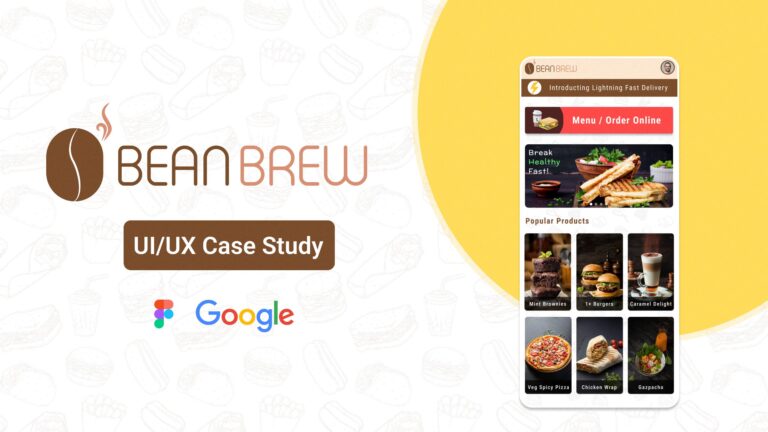 BEAN BREW
UI/UX Case Study
Google
BEAN BREW
Introducting Lightning Fast Delivery
Menu / Order Online
Break
Healthy
Fast!
Popular Products
Mint Brownies
1+ Burgers
Caramel Delight
Veg Spicy Pizza
Chicken Wrap
Gazpacho